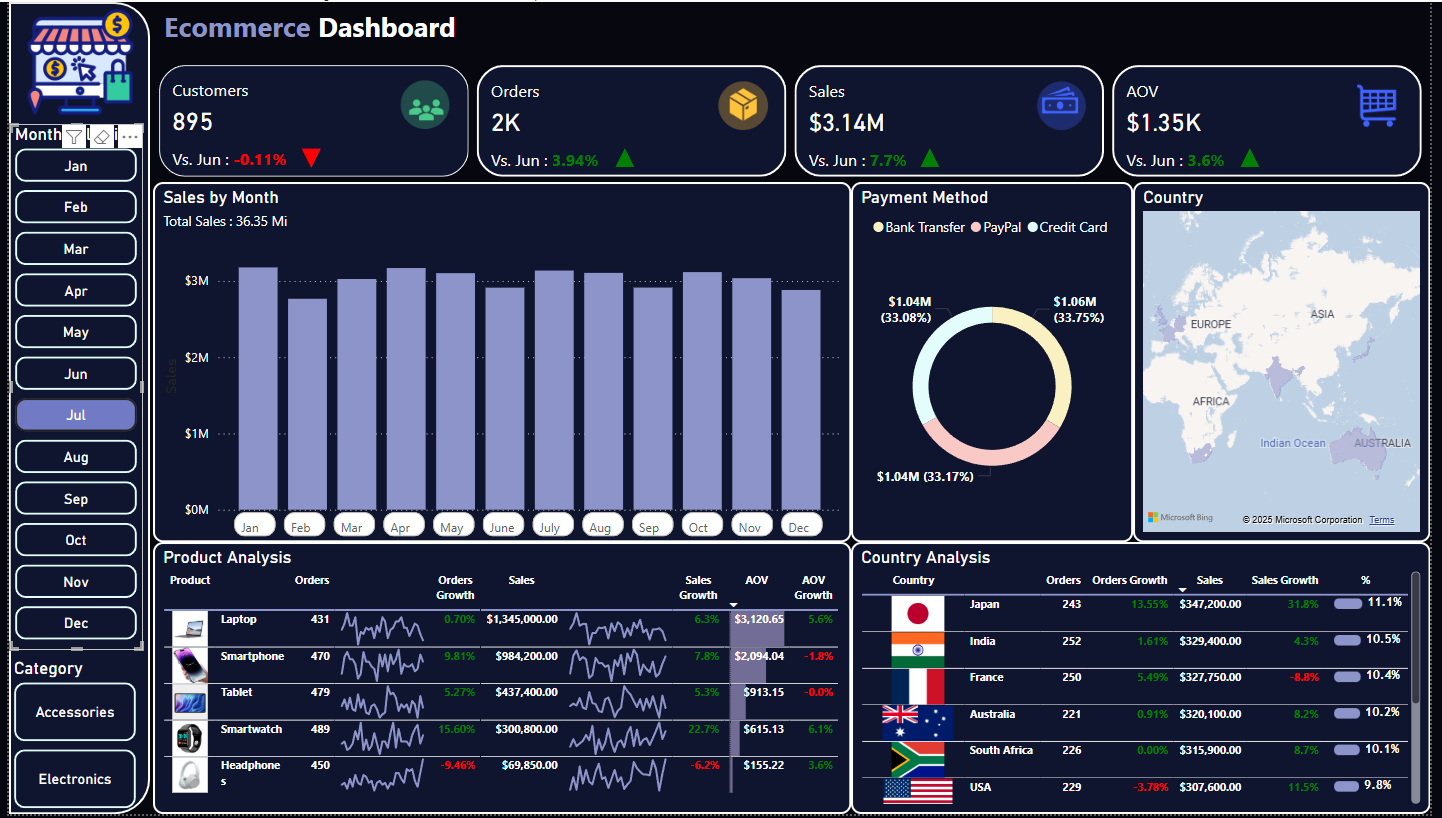 Ecommerce Dashboard
Customers
895
Vs. Jun : -0.11%
Orders
2K
Vs. Jun : 3.94%
Sales
$3.14M
Vs. Jun : 7.7%
AOV
$1.35K
Vs. Jun : 3.6%
Month
Jan
Feb
Mar
Apr
May
Jun
Jul
Aug
Sep
Oct
Nov
Dec
Category
Accessories
Electronics
Sales by Month
Total Sales : 36.35 Mi
Sales
$3M
$2M
$1M
$0M
Jan Feb Mar Apr May June July Aug Sep Oct Nov Dec
Payment Method
Bank Transfer PayPal Credit Card
$1.04M
(33.08%)
$1.06M
(33.75%)
$1.04M (33.17%)
Country
EUROPE
ASIA
AFRICA
Indian Ocean
AUSTRALIA
Microsoft Bing
© 2025 Microsoft Corporation Terms
Product Analysis
Product Orders Orders Growth Sales Sales Growth AOV AOV Growth
Laptop 431 0.70% $1,345,000.00 6.3% $3,120.65 5.6%
Smartphone 470 9.81% $984,200.00 7.8% $2,094.04 -1.8%
Tablet 479 5.27% $437,400.00 5.3% $913.15 -0.0%
Smartwatch 489 15.60% $300,800.00 22.7% $615.13 6.1%
Headphone
s 450 -9.46% $69,850.00 -6.2% $155.22 3.6%
Country Analysis
Country Orders Orders Growth Sales Sales Growth %
Japan 243 13.55% $347,200.00 31.8% 11.1%
India 252 1.61% $329,400.00 4.3% 10.5%
France 250 5.49% $327,750.00 -8.8% 10.4%
Australia 221 0.91% $320,100.00 8.2% 10.2%
South Africa 226 0.00% $315,900.00 8.7% 10.1%
USA 229 -3.78% $307,600.00 11.5% 9.8%